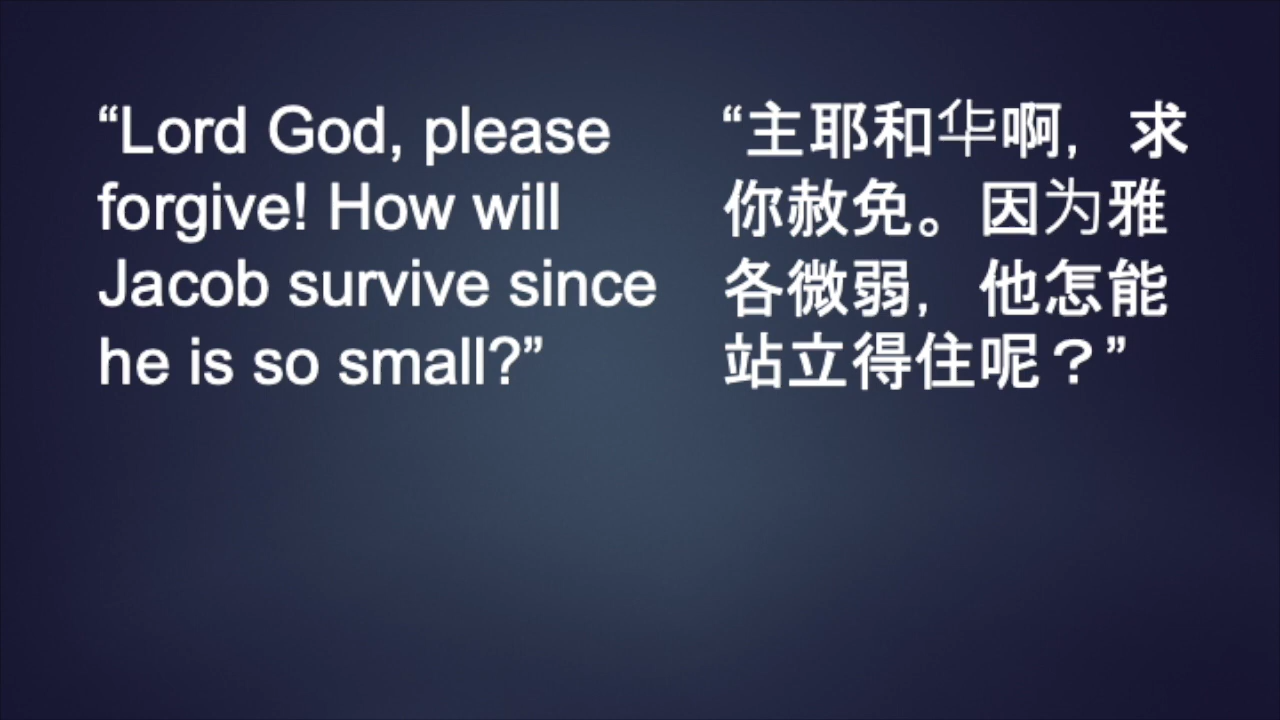 “Lord God, please
forgive! How will
Jacob survive since
he is so small?”
“主耶和华啊，求
你赦免。因为雅
各微弱，他怎能
站立得住呢？”